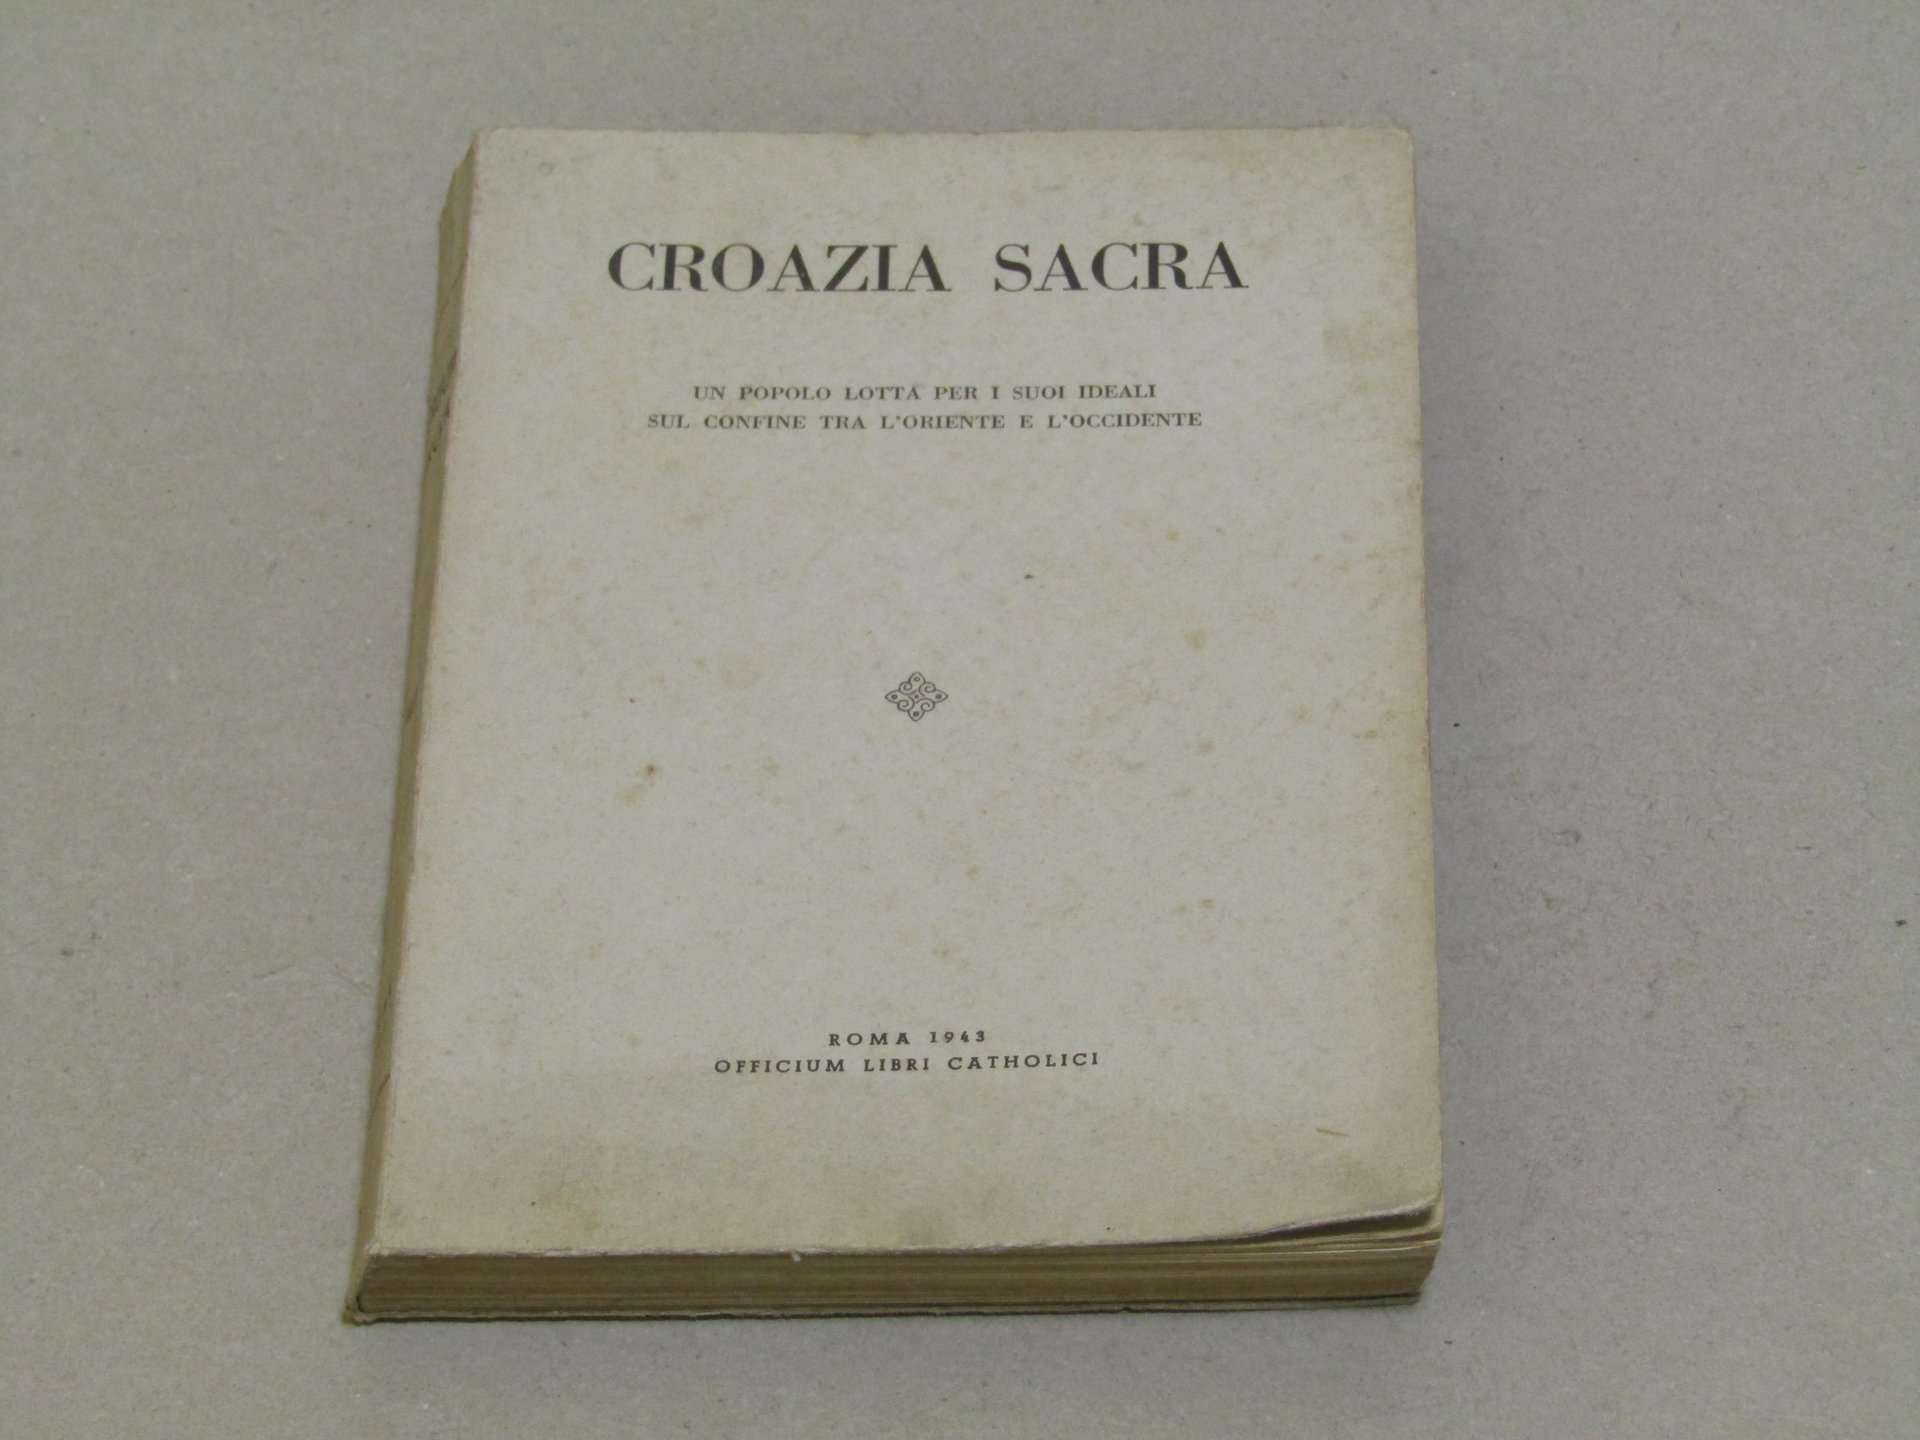 CROAZIA SACRA
UN POPOLO LOTTA PER I SUOI IDEALI
SUL CONFINE TRA L'ORIENTE E L'OCCIDENTE
ROMA 1943
OFFICIUM LIBRI CATHOLICI